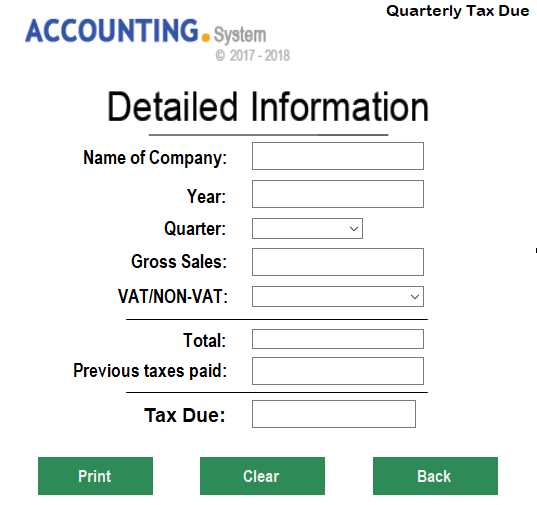 Quarterly Tax Due
ACCOUNTING.System
© 2017 - 2018
Detailed Information
Name of Company:
Year:
Quarter:
Gross Sales:
VAT/NON-VAT:
Total:
Previous taxes paid:
Tax Due:
Print Clear Back